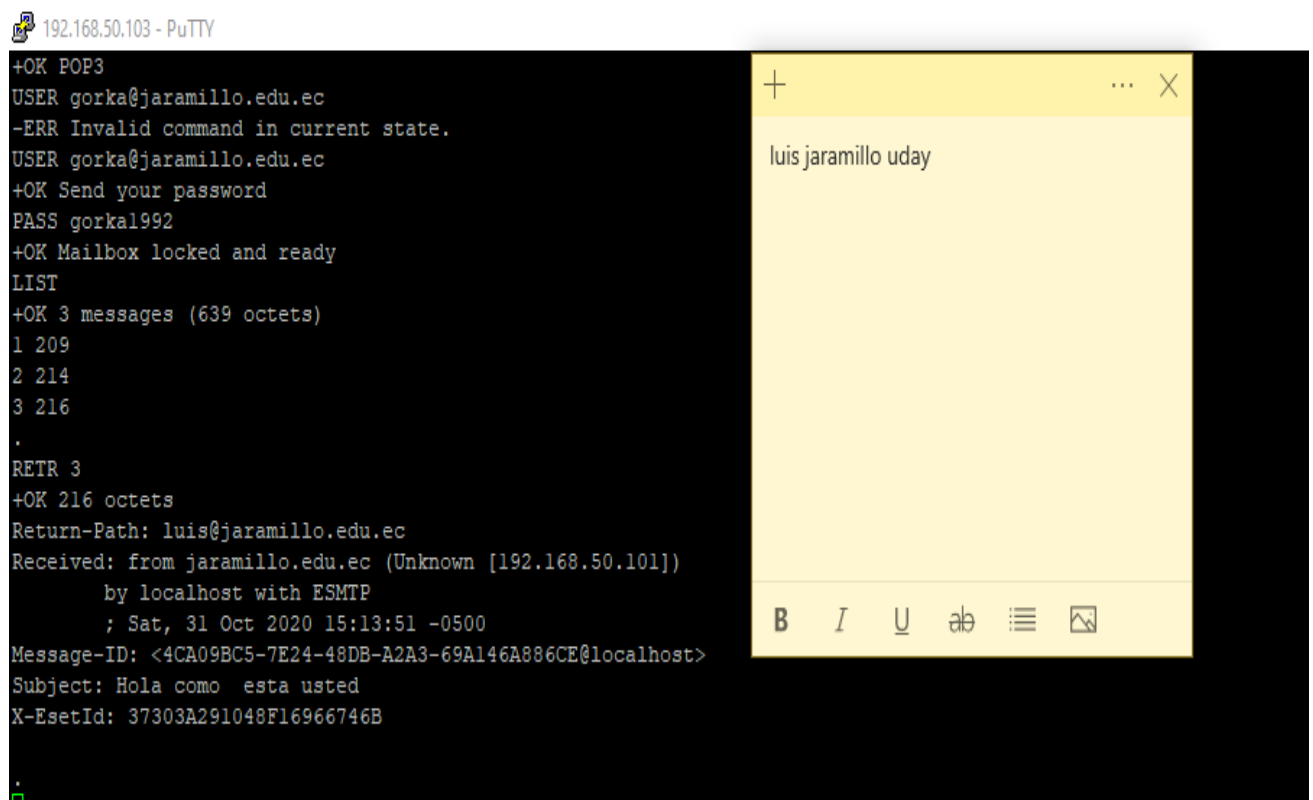 192.168.50.103 - PuTTY
+OK POP3
USER gorka@jaramillo.edu.ec
-ERR Invalid command in current state.
USER gorka@jaramillo.edu.ec
+OK Send your password
PASS gorka1992
+OK Mailbox locked and ready
LIST
+OK 3 messages (639 octets)
1 209
2 214
3 216
.
RETR 3
+OK 216 octets
Return-Path: luis@jaramillo.edu.ec
Received: from jaramillo.edu.ec (Unknown [192.168.50.101])
        by localhost with ESMTP
        ; Sat, 31 Oct 2020 15:13:51 -0500
Message-ID: <4CA09BC5-7E24-48DB-A2A3-69A146A886CE@localhost>
Subject: Hola como  esta usted
X-EsetId: 37303A291048F16966746B
.
luis jaramillo uday
B I U ab